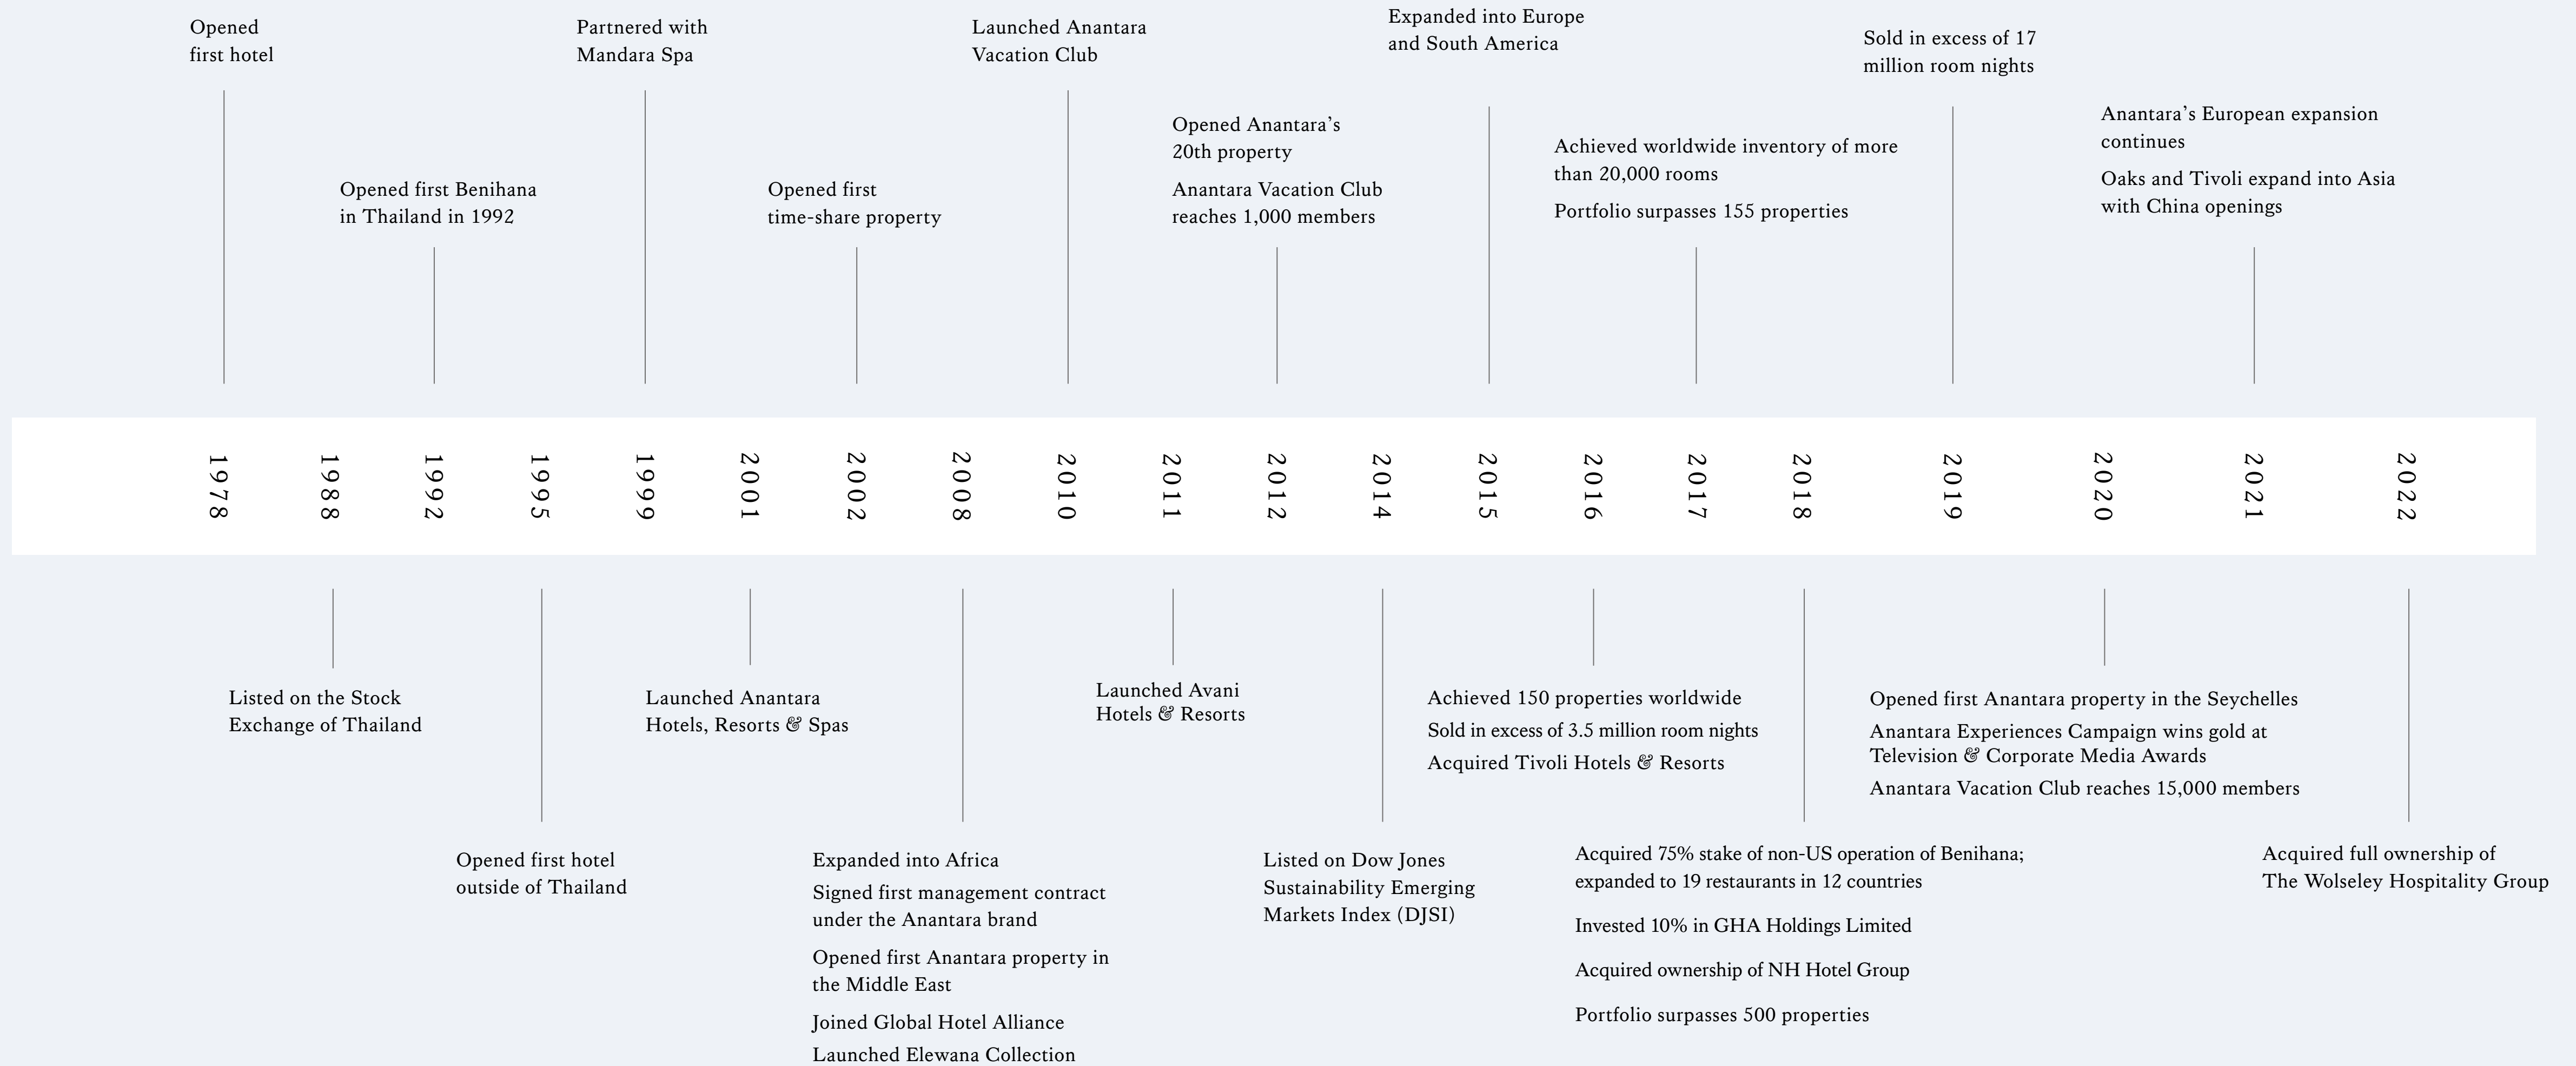 Opened
first hotel
Partnered with
Mandara Spa
Launched Anantara
Vacation Club
Expanded into Europe
and South America
Sold in excess of 17
million room nights
Opened first Benihana
in Thailand in 1992
Opened first
time-share property
Opened Anantara’s
20th property
Anantara Vacation Club
reaches 1,000 members
Achieved worldwide inventory of more
than 20,000 rooms
Portfolio surpasses 155 properties
Anantara’s European expansion
continues
Oaks and Tivoli expand into Asia
with China openings
1978
1988
1992
1995
1999
2001
2002
2008
2010
2011
2012
2014
2015
2016
2017
2018
2019
2020
2021
2022
Listed on the Stock
Exchange of Thailand
Launched Anantara
Hotels, Resorts & Spas
Launched Avani
Hotels & Resorts
Achieved 150 properties worldwide
Sold in excess of 3.5 million room nights
Acquired Tivoli Hotels & Resorts
Opened first Anantara property in the Seychelles
Anantara Experiences Campaign wins gold at
Television & Corporate Media Awards
Anantara Vacation Club reaches 15,000 members
Opened first hotel
outside of Thailand
Expanded into Africa
Signed first management contract
under the Anantara brand
Opened first Anantara property in
the Middle East
Joined Global Hotel Alliance
Launched Elewana Collection
Listed on Dow Jones
Sustainability Emerging
Markets Index (DJSI)
Acquired 75% stake of non-US operation of Benihana;
expanded to 19 restaurants in 12 countries
Invested 10% in GHA Holdings Limited
Acquired ownership of NH Hotel Group
Portfolio surpasses 500 properties
Acquired full ownership of
The Wolseley Hospitality Group